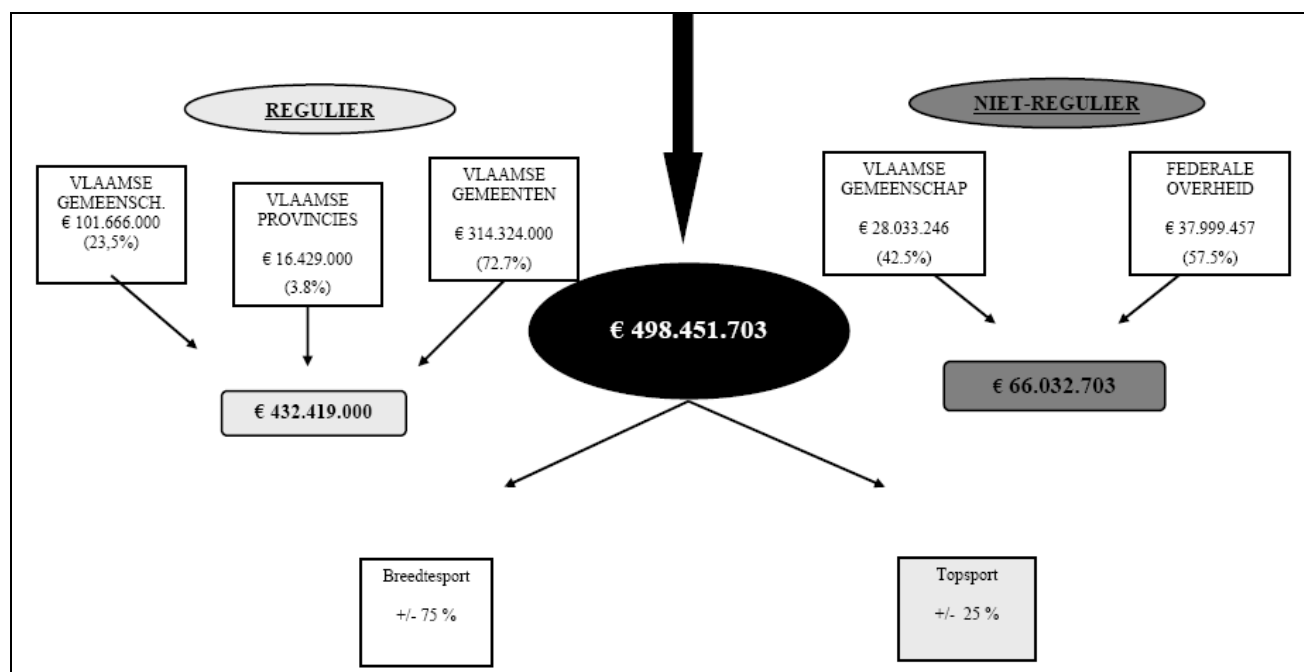 REGULIER
NIET-REGULIER
VLAAMSE
GEMEENSCH.
€ 101.666.000
(23,5%)
VLAAMSE
PROVINCIES
€ 16.429.000
(3.8%)
VLAAMSE
GEMEENTEN
€ 314.324.000
(72.7%)
VLAAMSE
GEMEENSCHAP
€ 28.033.246
(42.5%)
FEDERALE
OVERHEID
€ 37.999.457
(57.5%)
€ 498.451.703
€ 432.419.000
€ 66.032.703
Breedtesport
+/- 75 %
Topsport
+/- 25 %